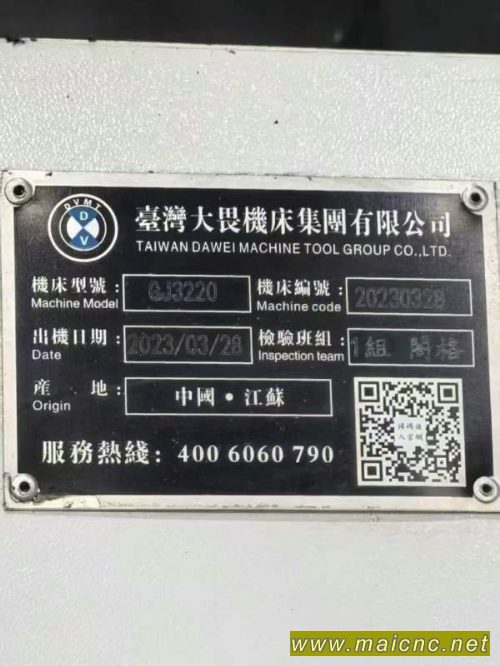 DVMT
D
V
臺灣大畏機床集團有限公司
TAIWAN DAWEI MACHINE TOOL GROUP CO.,LTD.
機床型號: GJ3220 機床編號: 20230328
Machine Model Machine code
出機日期: 2023/03/28 檢驗班組: 1組
Date Inspection team
產 地: 中國·江蘇
Origin
服務熱綫: 400 6060 790
www.maicnc.net